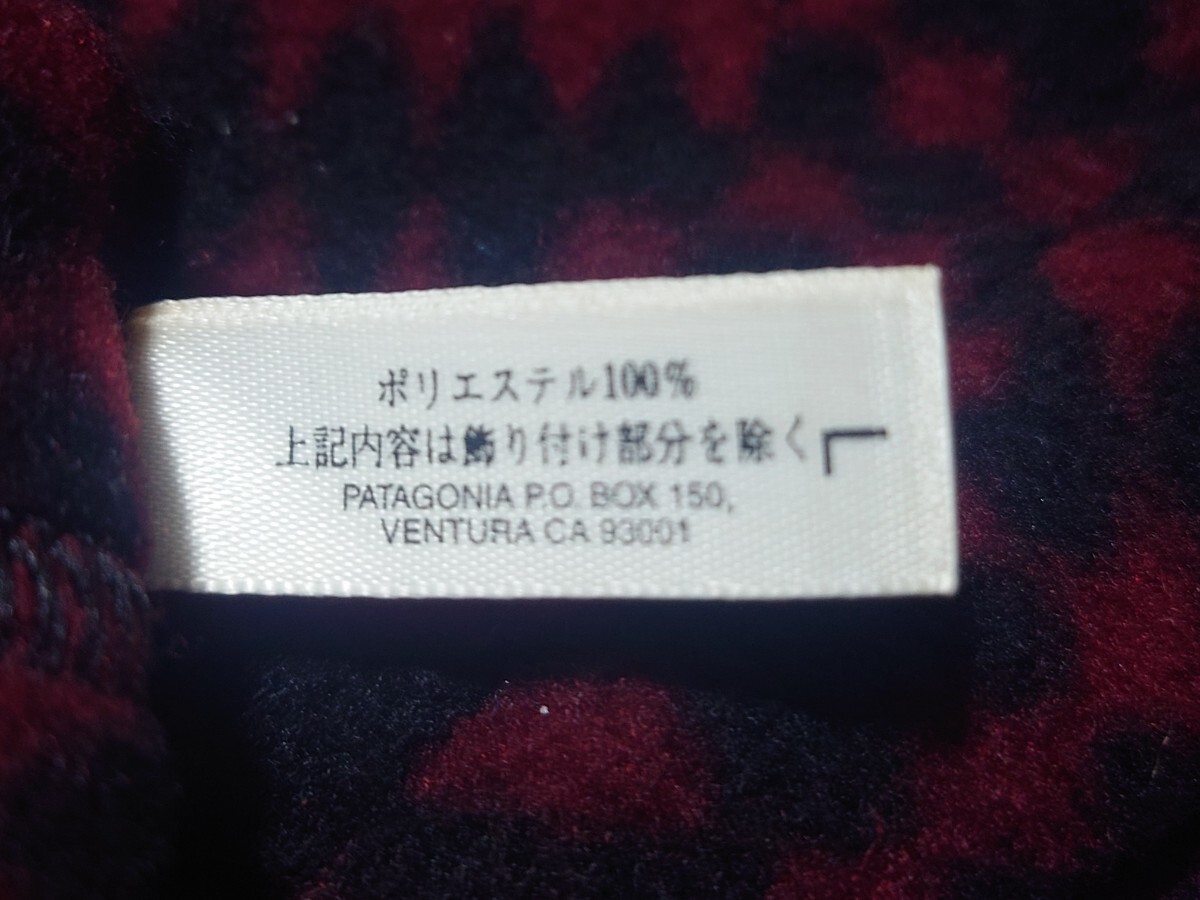 ポリエステル100%
上記内容は飾り付け部分を除く
L
PATAGONIA P.O. BOX 150,
VENTURA CA 93001